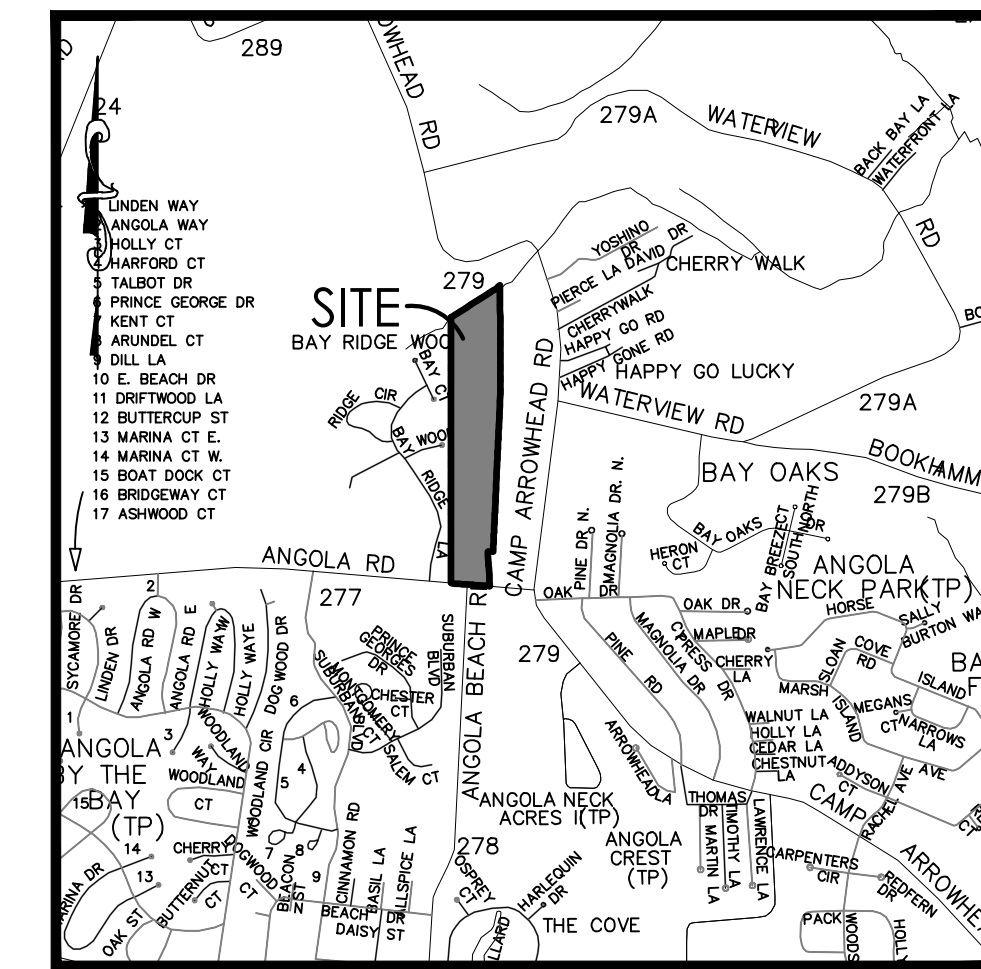 289
24
279A
WATERVIEW
BACK BAY LA
WATERFRONT LA
RD
RD
LINDEN WAY
2 ANGOLA WAY
3 HOLLY CT
4 HARFORD CT
5 TALBOT DR
6 PRINCE GEORGE DR
7 KENT CT
8 ARUNDEL CT
9 DILL LA
10 E. BEACH DR
11 DRIFTWOOD LA
12 BUTTERCUP ST
13 MARINA CT E.
14 MARINA CT W.
15 BOAT DOCK CT
16 BRIDGEWAY CT
17 ASHWOOD CT
YOSHINO
DR
PIERCE LA
DAVID DR
CHERRY WALK
CHERRYWALK
HAPPY GO RD
HAPPY GONE RD
HAPPY GO LUCKY
279
SITE
BAY RIDGE WOO
BAY CT
RIDGE CIR
WOO
BAY RIDGE LA
CAMP ARROWHEAD RD
WATERVIEW RD
279A
BAY OAKS
279B
PINE DR N.
MAGNOLIA DR. N.
HERON
CT
BAY OAKS DR
BAY BREEZE CT
SOUTH
NORTH
ANGOLA
NECK PARK(TP)
ANGOLA RD
277
2
OAK DR
OAK DR
MAPLE DR
CHERRY
LA
HORSE
SALLY
BURTON WA
SLOAN
COVE
RD
ISLAND
AVE
MARSH
ISLAND
MEGANS
CT
NARROWS
LA
SYCAMORE DR
LINDEN DR
ANGOLA RD W
ANGOLA RD E
HOLLY WAY W
HOLLY WAY E
DOGWOOD DR
PRINCE
GEORGES
DR
SUBURBAN
BLVD
SUBURBAN
BLVD
MONTGOMERY
CT
CHESTER
CT
SALEM CT
6
4
5
1
3
WOODLAND
WAY
WOODLAND
CT
WOODLAND CIR
ANGOLA
BY THE
BAY
(TP)
15
14
13
CHERRY
CT
DOGWOOD
CT
BUTTERNUT
CT
OAK ST
7
8
9
BEACON
ST
CINNAMON RD
BASIL LA
ALLSPICE LA
N BEACH DR
DAISY ST
ANGOLA BEACH R
279
278
PINE RD
MAGNOLIA DR
CYPRESS DR
WALNUT LA
HOLLY LA
CEDAR LA
CHESTNUT
LA
ADDYSON
CT
RACHEL AVE
CAMP
ARROWHE
ARROWHEAD LA
ANGOLA NECK
ACRES I(TP)
ANGOLA
CREST
(TP)
THOMAS
DR
MARTIN LA
TIMOTHY LA
LAWRENCE LA
CARPENTERS
CIR
REDFERN
DR
PACK
WOODS
HOLLY
OSPREY
CT
HARLEQUIN
DR
THE COVE